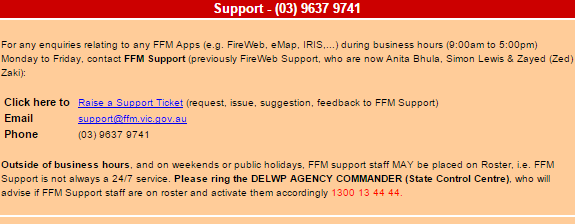 Support - (03) 9637 9741
For any enquiries relating to any FFM Apps (e.g. FireWeb, eMap, IRIS,...) during business hours (9:00am to 5:00pm)
Monday to Friday, contact FFM Support (previously FireWeb Support, who are now Anita Bhula, Simon Lewis & Zayed (Zed)
Zaki):
Click here to Raise a Support Ticket (request, issue, suggestion, feedback to FFM Support)
Email support@ffm.vic.gov.au
Phone (03) 9637 9741
Outside of business hours, and on weekends or public holidays, FFM support staff MAY be placed on Roster, i.e. FFM
Support is not always a 24/7 service. Please ring the DELWP AGENCY COMMANDER (State Control Centre), who will
advise if FFM Support staff are on roster and activate them accordingly 1300 13 44 44.